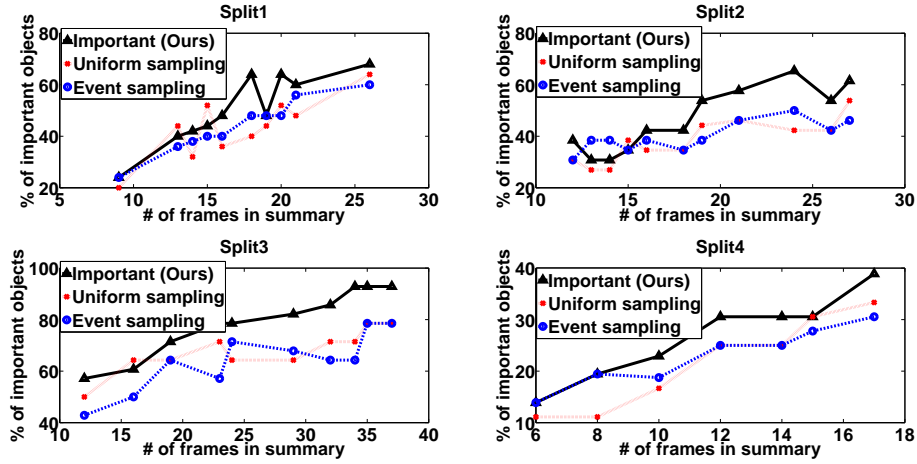 Split1
% of important objects
80
60
40
20
Important (Ours)
Uniform sampling
Event sampling
5 10 15 20 25 30
# of frames in summary
Split2
% of important objects
80
60
40
20
Important (Ours)
Uniform sampling
Event sampling
10 15 20 25 30
# of frames in summary
Split3
% of important objects
100
80
60
40
Important (Ours)
Uniform sampling
Event sampling
10 15 20 25 30 35 40
# of frames in summary
Split4
% of important objects
40
30
20
10
Important (Ours)
Uniform sampling
Event sampling
6 8 10 12 14 16 18
# of frames in summary